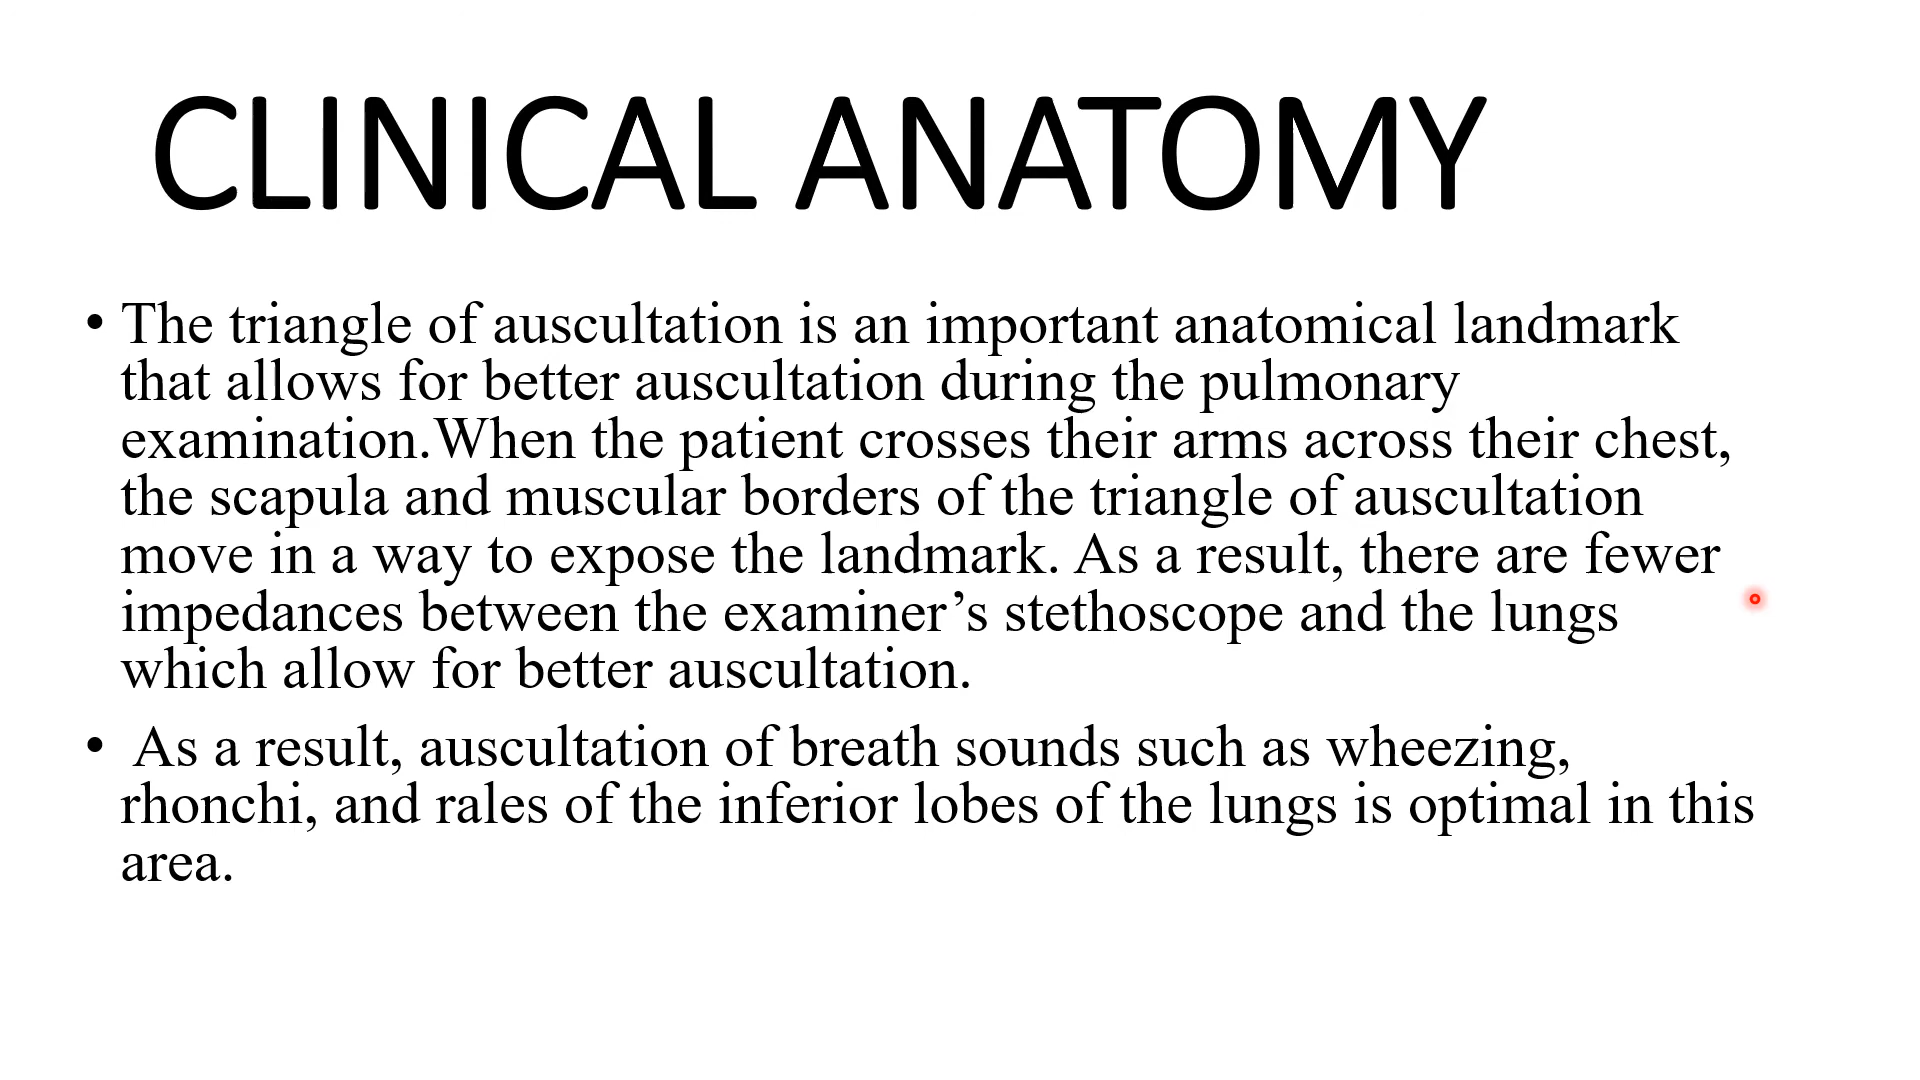 CLINICAL ANATOMY
• The triangle of auscultation is an important anatomical landmark
that allows for better auscultation during the pulmonary
examination.When the patient crosses their arms across their chest,
the scapula and muscular borders of the triangle of auscultation
move in a way to expose the landmark. As a result, there are fewer
impedances between the examiner’s stethoscope and the lungs
which allow for better auscultation.
• As a result, auscultation of breath sounds such as wheezing,
rhonchi, and rales of the inferior lobes of the lungs is optimal in this
area.